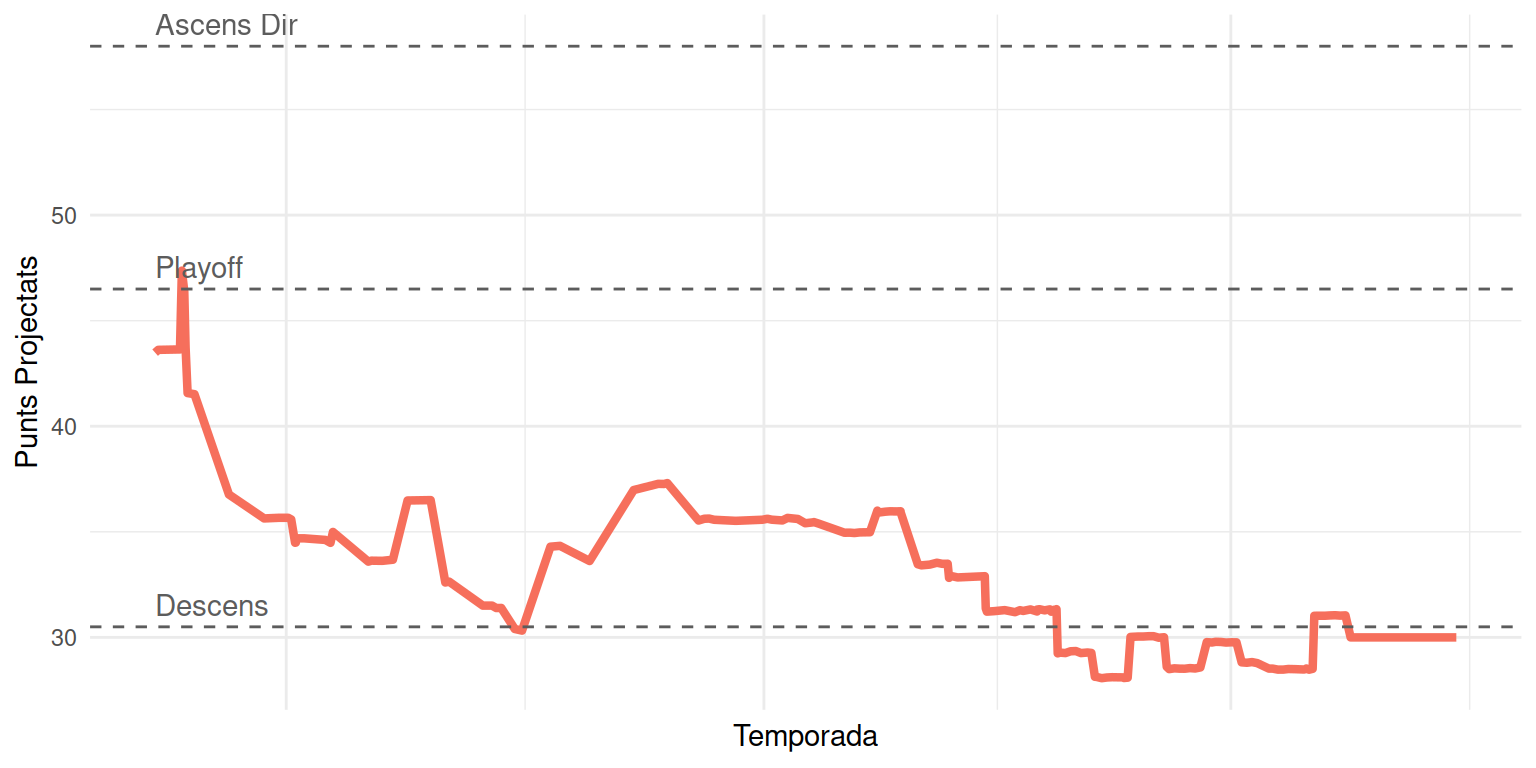 Ascens Dir
50
Playoff
Punts Projectats
40
Descens
30
Temporada